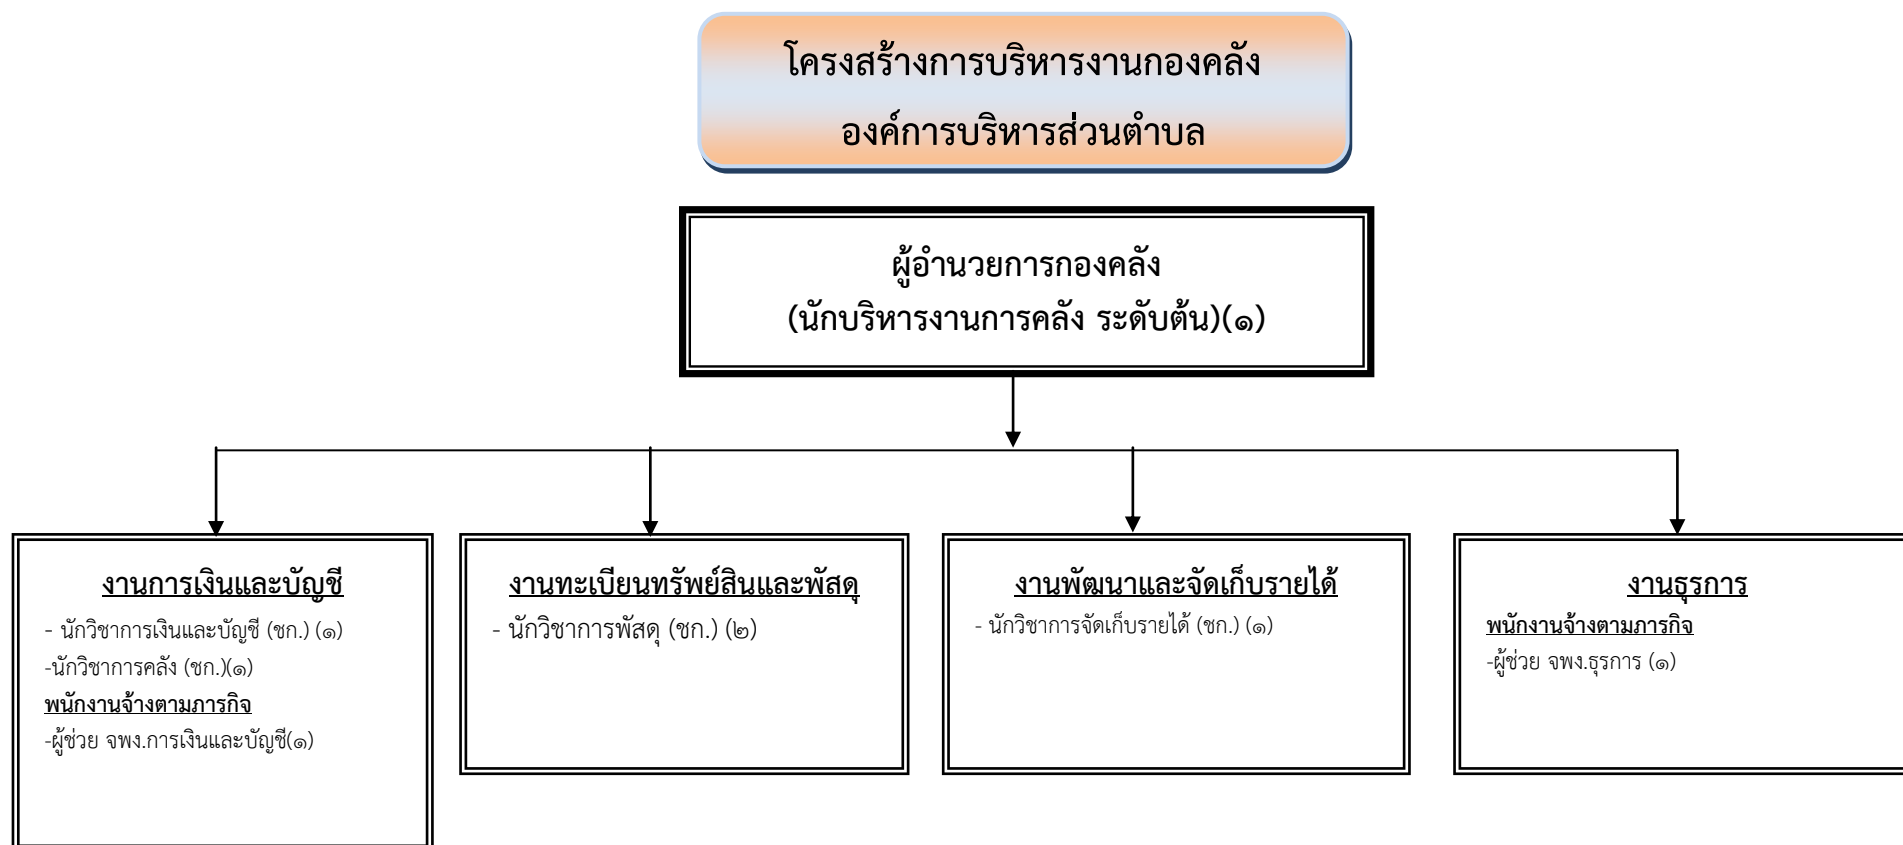 โครงสร้างการบริหารงานกองคลัง
องค์การบริหารส่วนตำบล
ผู้อำนวยการกองคลัง
(นักบริหารงานการคลัง ระดับต้น)(๑)
งานการเงินและบัญชี
- นักวิชาการเงินและบัญชี (ชก.) (๑)
-นักวิชาการคลัง (ชก.)(๑)
พนักงานจ้างตามภารกิจ
-ผู้ช่วย จพง.การเงินและบัญชี(๑)
งานทะเบียนทรัพย์สินและพัสดุ
- นักวิชาการพัสดุ (ชก.) (๒)
งานพัฒนาและจัดเก็บรายได้
- นักวิชาการจัดเก็บรายได้ (ชก.) (๑)
งานธุรการ
พนักงานจ้างตามภารกิจ
-ผู้ช่วย จพง.ธุรการ (๑)